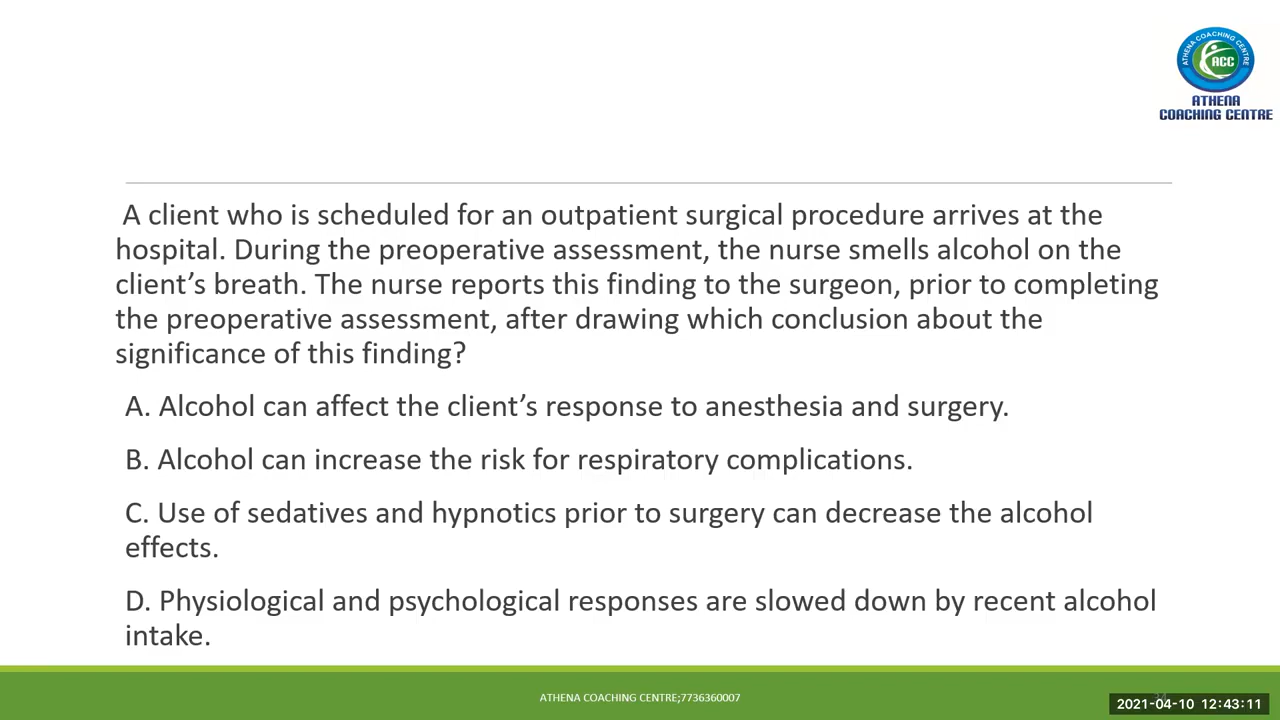 ATHENA COACHING CENTRE
ACC
ATHENA
COACHING CENTRE
A client who is scheduled for an outpatient surgical procedure arrives at the
hospital. During the preoperative assessment, the nurse smells alcohol on the
client’s breath. The nurse reports this finding to the surgeon, prior to completing
the preoperative assessment, after drawing which conclusion about the
significance of this finding?
A. Alcohol can affect the client’s response to anesthesia and surgery.
B. Alcohol can increase the risk for respiratory complications.
C. Use of sedatives and hypnotics prior to surgery can decrease the alcohol
effects.
D. Physiological and psychological responses are slowed down by recent alcohol
intake.
ATHENA COACHING CENTRE;7736360007
2021-04-10 12:43:11